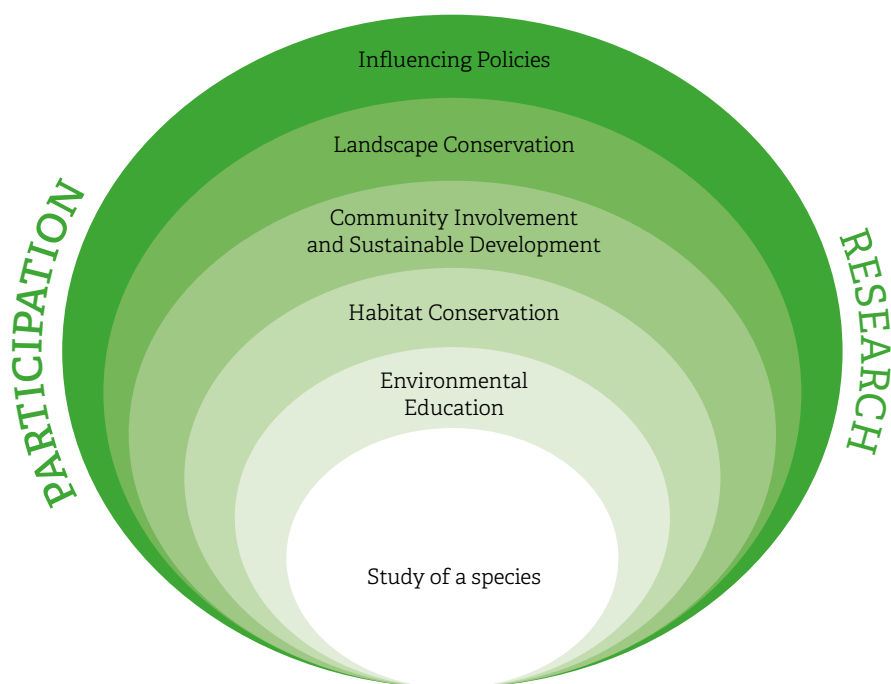 Influencing Policies
Landscape Conservation
Community Involvement
and Sustainable Development
Habitat Conservation
Environmental
Education
Study of a species
PARTICIPATION
RESEARCH